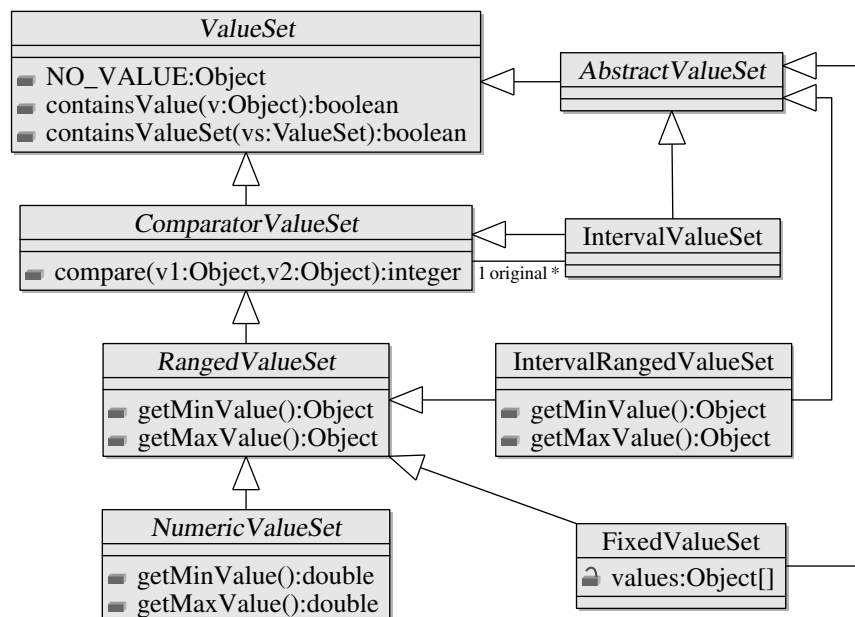 ValueSet
NO_VALUE:Object
containsValue(v:Object):boolean
containsValueSet(vs:ValueSet):boolean
AbstractValueSet
ComparatorValueSet
compare(v1:Object,v2:Object):integer
1 original *
IntervalValueSet
RangedValueSet
getMinValue():Object
getMaxValue():Object
IntervalRangedValueSet
getMinValue():Object
getMaxValue():Object
NumericValueSet
getMinValue():double
getMaxValue():double
FixedValueSet
values:Object[]